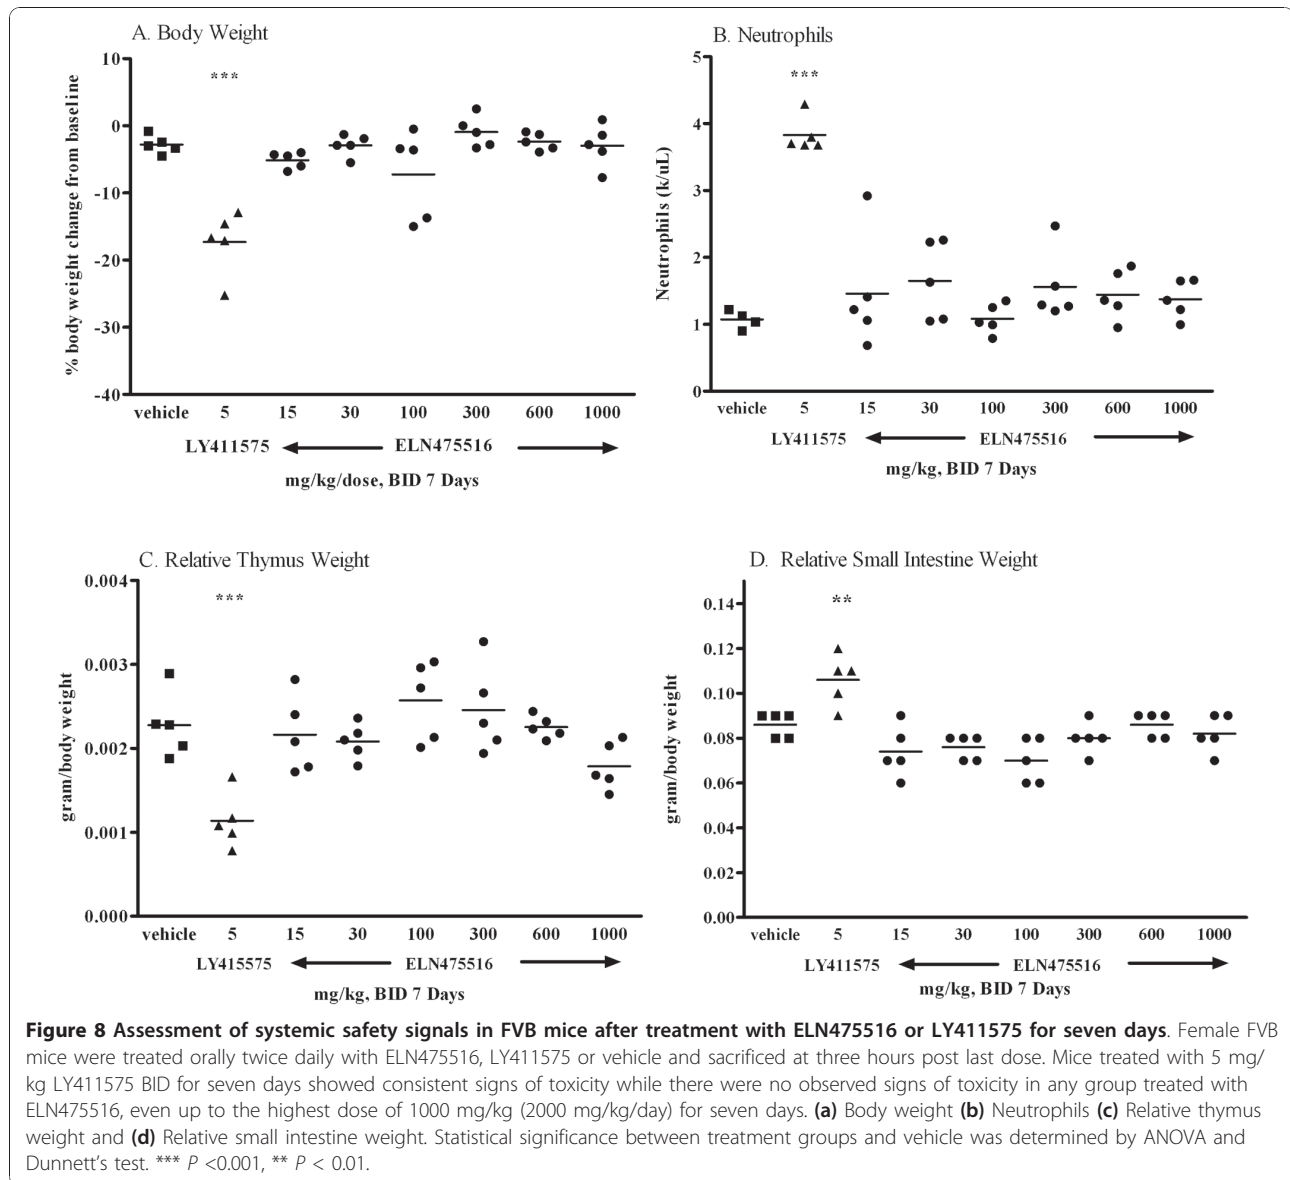 A. Body Weight
10
0
-10
-20
-30
-40
% body weight change from baseline
***
vehicle 5 15 30 100 300 600 1000
LY411575 ELN475516
mg/kg/dose, BID 7 Days
B. Neutrophils
5
4
3
2
1
0
Neutrophils (k/uL)
***
vehicle 5 15 30 100 300 600 1000
LY411575 ELN475516
mg/kg, BID 7 Days
C. Relative Thymus Weight
0.004
0.003
0.002
0.001
0.000
gram/body weight
***
vehicle 5 15 30 100 300 600 1000
LY415575 ELN475516
mg/kg, BID 7 Days
D. Relative Small Intestine Weight
0.14
0.12
0.10
0.08
0.06
0.04
0.02
0.00
gram/body weight
**
vehicle 5 15 30 100 300 600 1000
LY411575 ELN475516
mg/kg, BID 7 Days
Figure 8 Assessment of systemic safety signals in FVB mice after treatment with ELN475516 or LY411575 for seven days. Female FVB
mice were treated orally twice daily with ELN475516, LY411575 or vehicle and sacrificed at three hours post last dose. Mice treated with 5 mg/
kg LY411575 BID for seven days showed consistent signs of toxicity while there were no observed signs of toxicity in any group treated with
ELN475516, even up to the highest dose of 1000 mg/kg (2000 mg/kg/day) for seven days. (a) Body weight (b) Neutrophils (c) Relative thymus
weight and (d) Relative small intestine weight. Statistical significance between treatment groups and vehicle was determined by ANOVA and
Dunnett's test. *** P <0.001, ** P < 0.01.